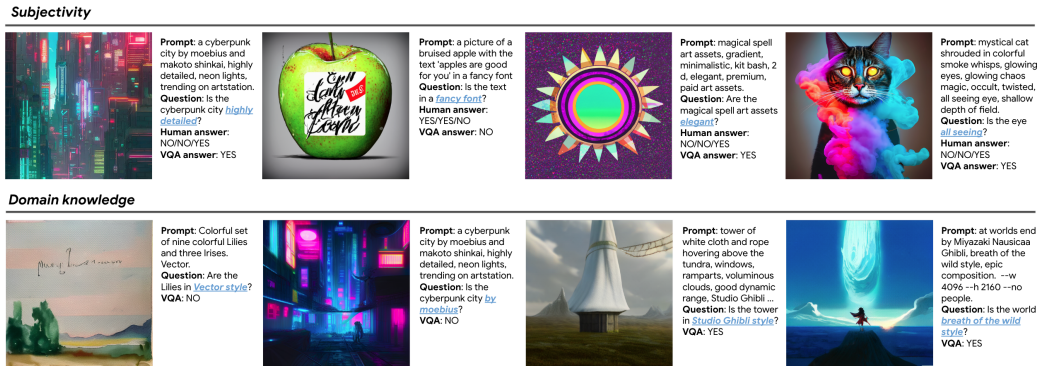 Subjectivity
Prompt: a cyberpunk
city by moebius and
makoto shinkai, highly
detailed, neon lights,
trending on artstation.
Question: Is the
cyberpunk city highly
detailed?
Human answer:
NO/NO/YES
VQA answer: YES
Prompt: a picture of a
bruised apple with the
text 'apples are good
for you' in a fancy font
Question: Is the text
in a fancy font?
Human answer:
YES/YES/NO
VQA answer: NO
Prompt: magical spell
art assets, gradient,
minimalistic, kit bash, 2
d, elegant, premium,
paid art assets.
Question: Are the
magical spell art assets
elegant?
Human answer:
NO/NO/YES
VQA answer: YES
Prompt: mystical cat
shrouded in colorful
smoke whisps, glowing
eyes, glowing chaos
magic, occult, twisted,
all seeing eye, shallow
depth of field.
Question: Is the eye
all seeing?
Human answer:
NO/NO/YES
VQA answer: YES
Domain knowledge
Prompt: Colorful set
of nine colorful Lilies
and three Irises.
Vector.
Question: Are the
Lilies in Vector style?
VQA: NO
Prompt: a cyberpunk
city by moebius and
makoto shinkai, highly
detailed, neon lights,
trending on artstation.
Question: Is the
cyberpunk city by
moebius?
VQA: NO
Prompt: tower of
white cloth and rope
hovering above the
tundra, windows,
ramparts, voluminous
clouds, good dynamic
range, Studio Ghibli ...
Question: Is the tower
in Studio Ghibli style?
VQA: YES
Prompt: at worlds end
by Miyazaki Nausicaa
Ghibli, breath of the
wild style, epic
composition. --w
4096 --h 2160 --no
people.
Question: Is the world
breath of the wild
style?
VQA: YES